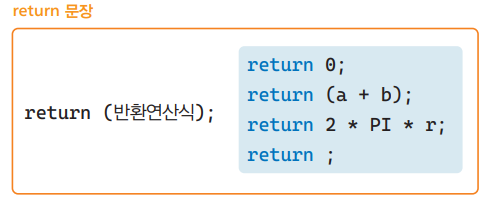 return 문장
return (반환연산식);
return 0;
return (a + b);
return 2 * PI * r;
return ;